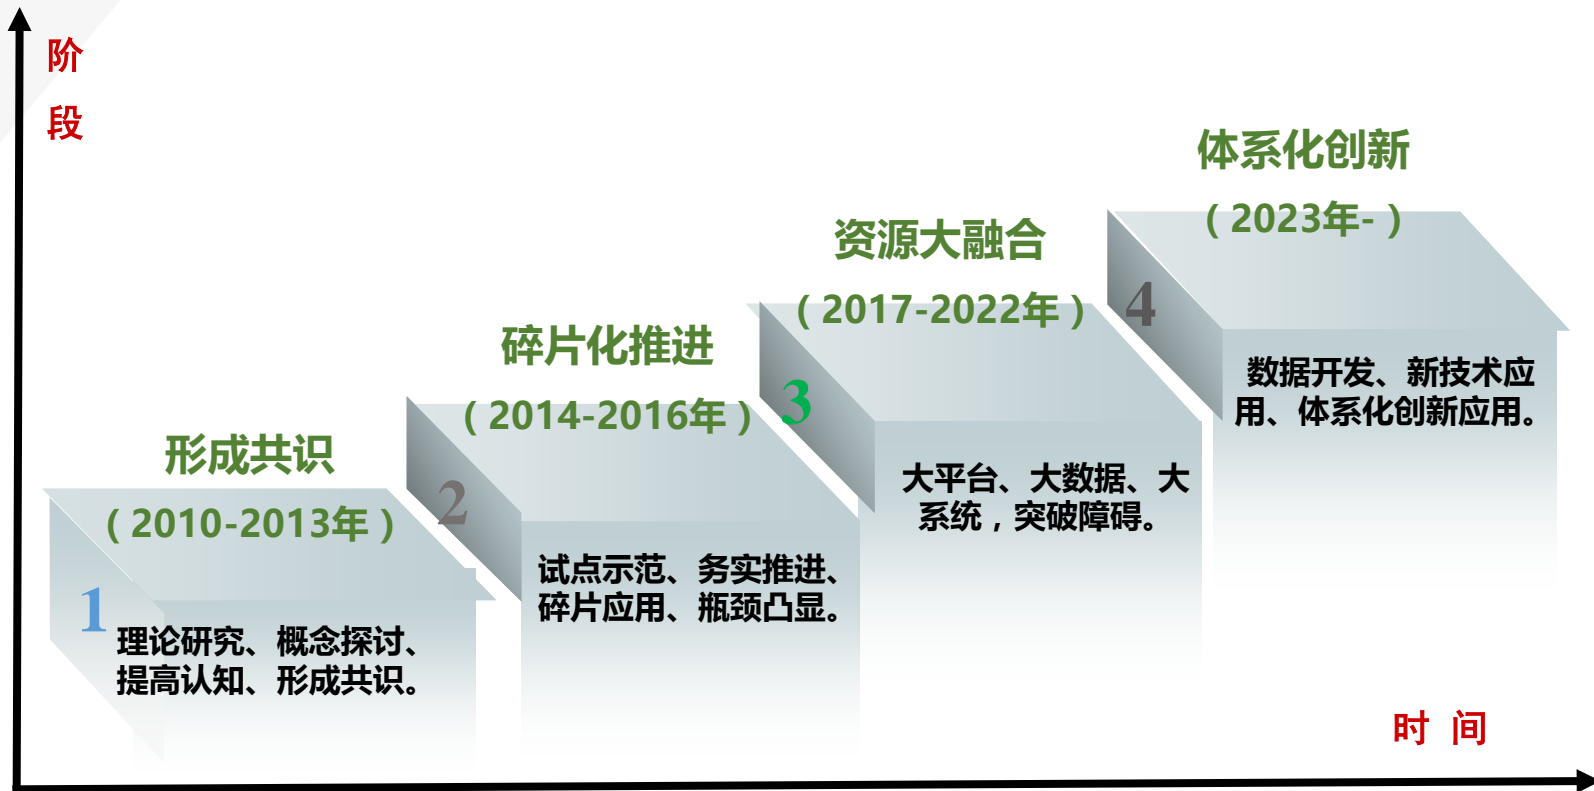 阶
段
体系化创新
（2023年-）
4
数据开发、新技术应
用、体系化创新应用。
资源大融合
（2017-2022年）
3
大平台、大数据、大
系统，突破障碍。
碎片化推进
（2014-2016年）
2
试点示范、务实推进、
碎片应用、瓶颈凸显。
形成共识
（2010-2013年）
1
理论研究、概念探讨、
提高认知、形成共识。
时 间